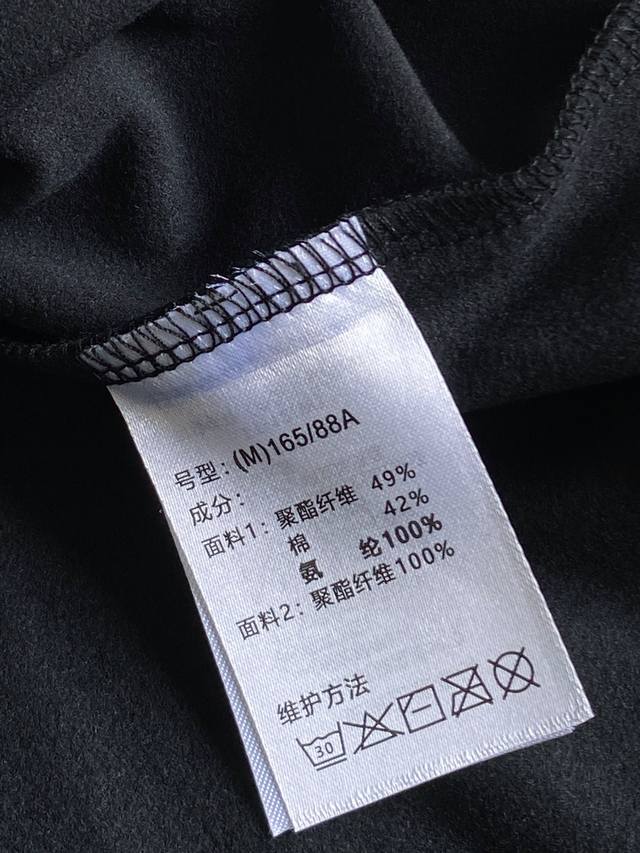 号型：(M)165/88A
成分：
面料1：聚酯纤维 49%
棉 42%
氨 纶100%
面料2：聚酯纤维100%
维护方法
30